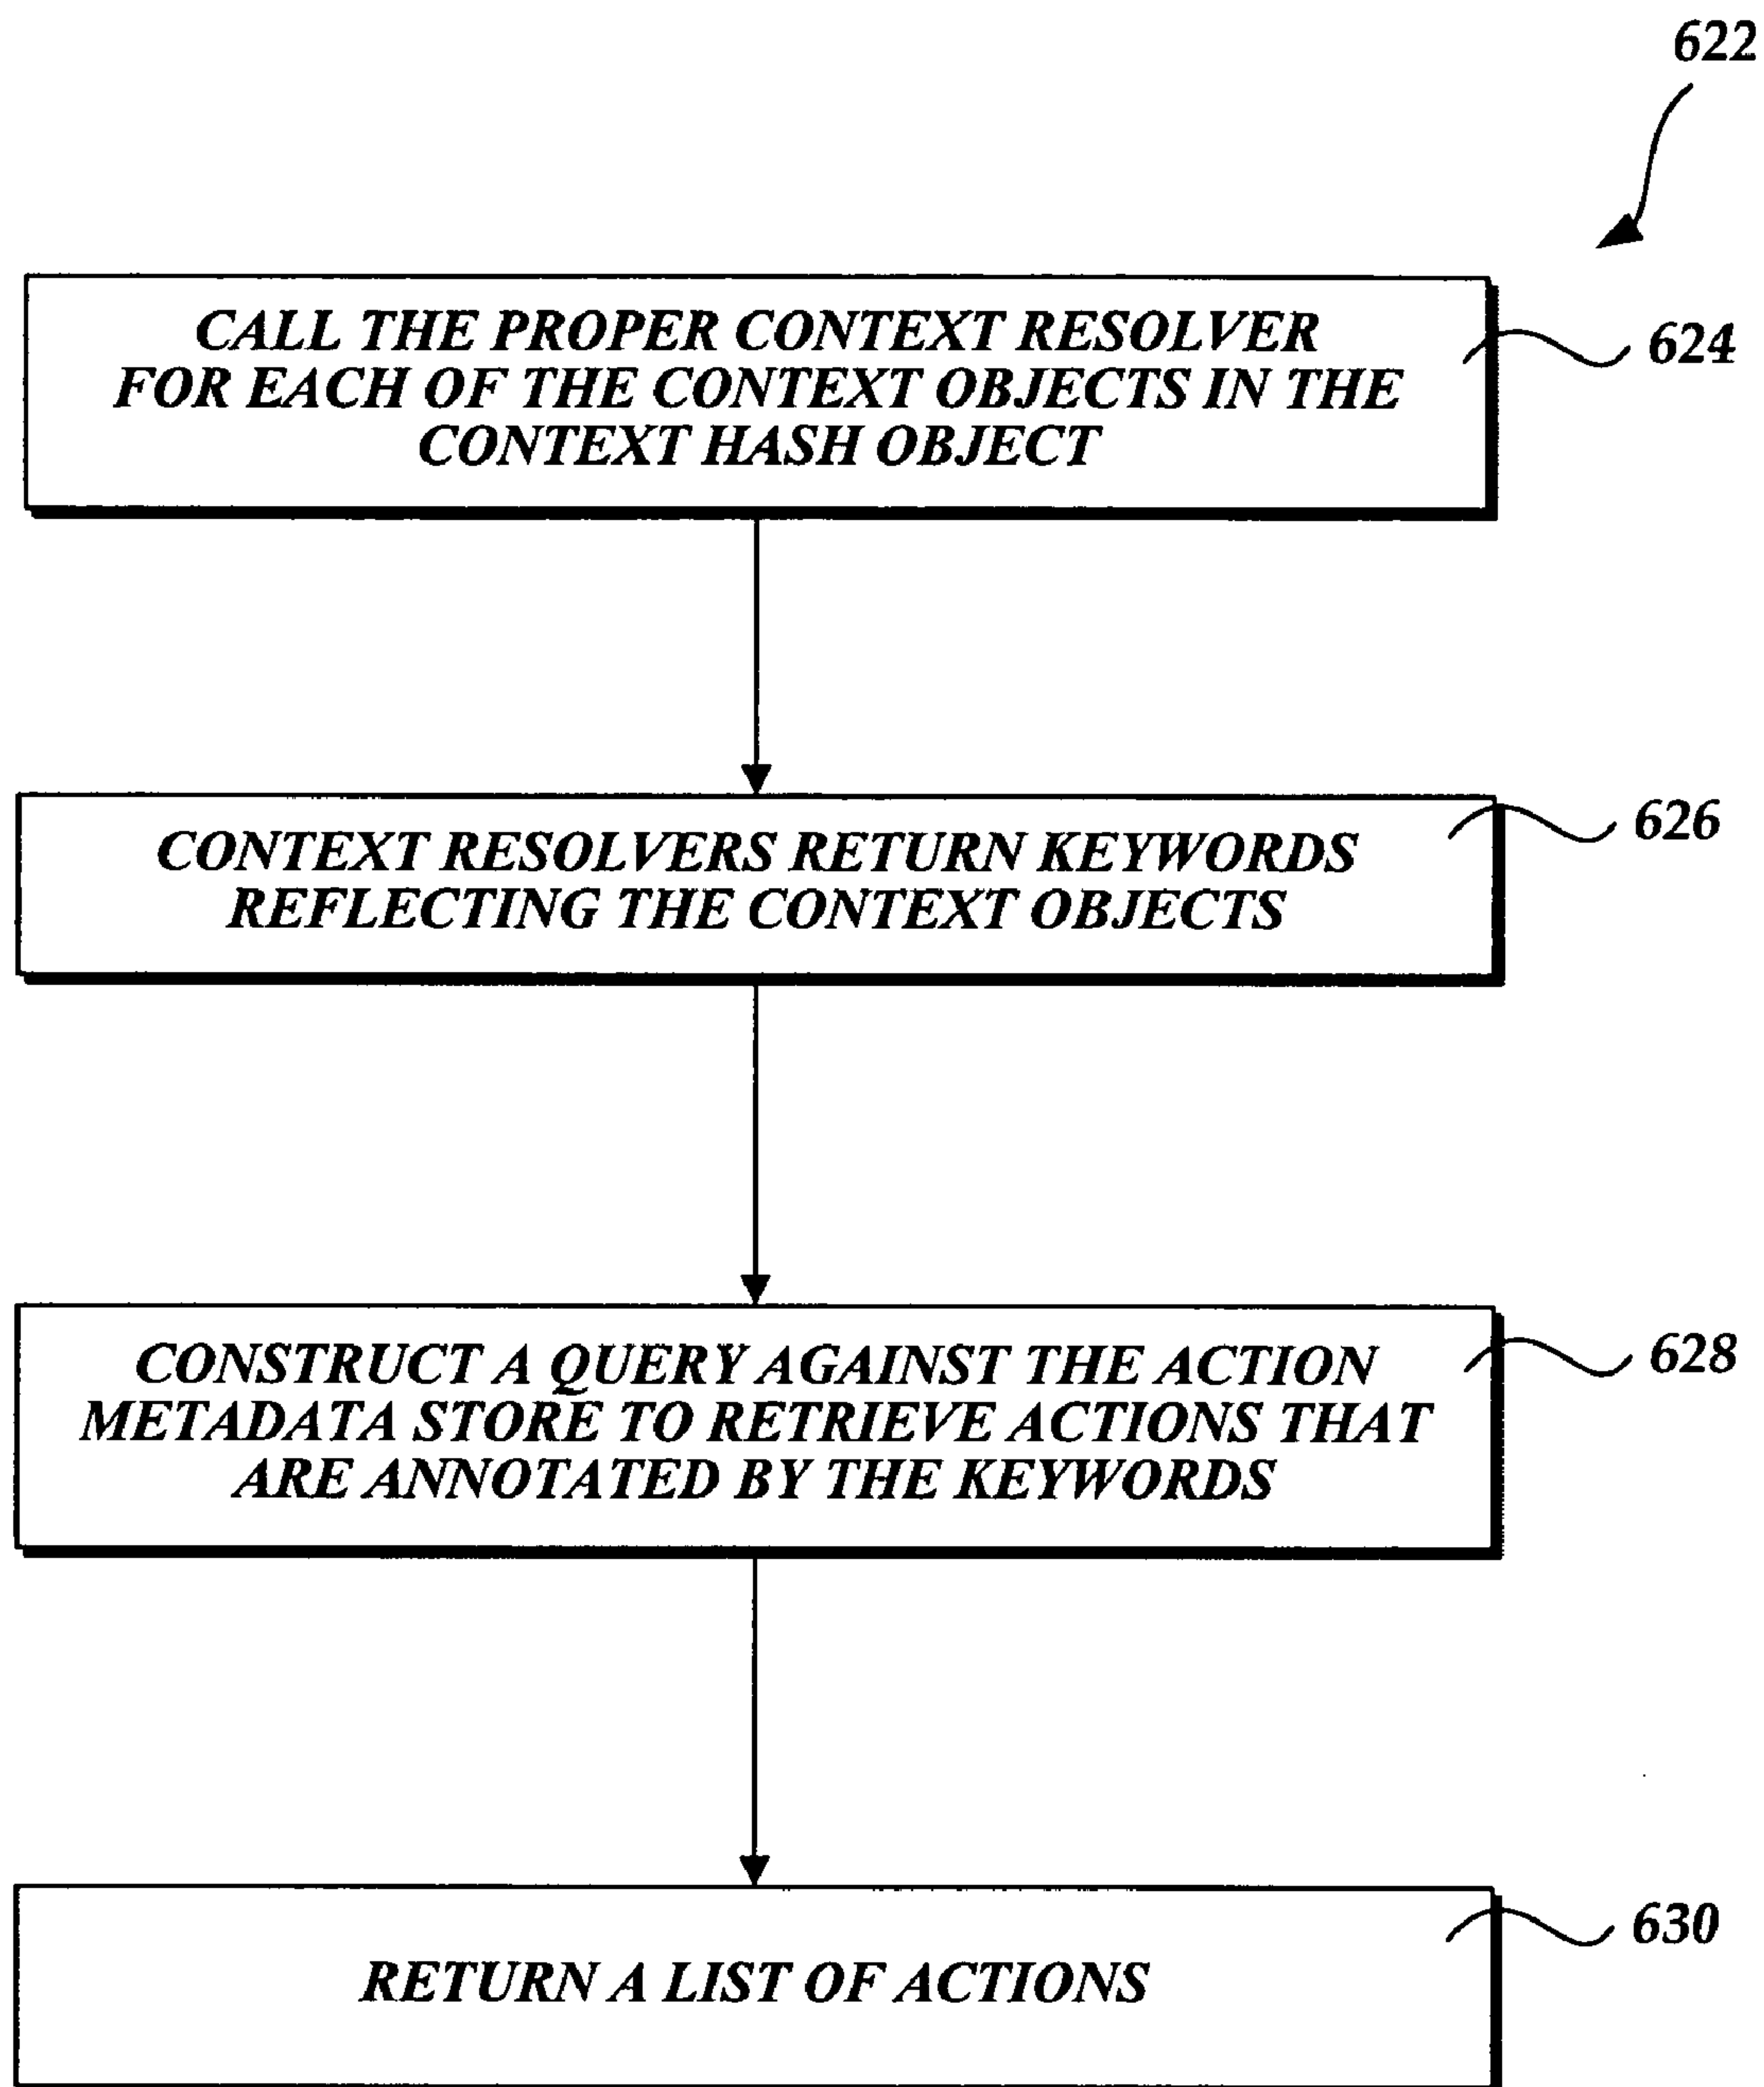 622
CALL THE PROPER CONTEXT RESOLVER
FOR EACH OF THE CONTEXT OBJECTS IN THE
CONTEXT HASH OBJECT
624
CONTEXT RESOLVERS RETURN KEYWORDS
REFLECTING THE CONTEXT OBJECTS
626
CONSTRUCT A QUERY AGAINST THE ACTION
METADATA STORE TO RETRIEVE ACTIONS THAT
ARE ANNOTATED BY THE KEYWORDS
628
RETURN A LIST OF ACTIONS
630